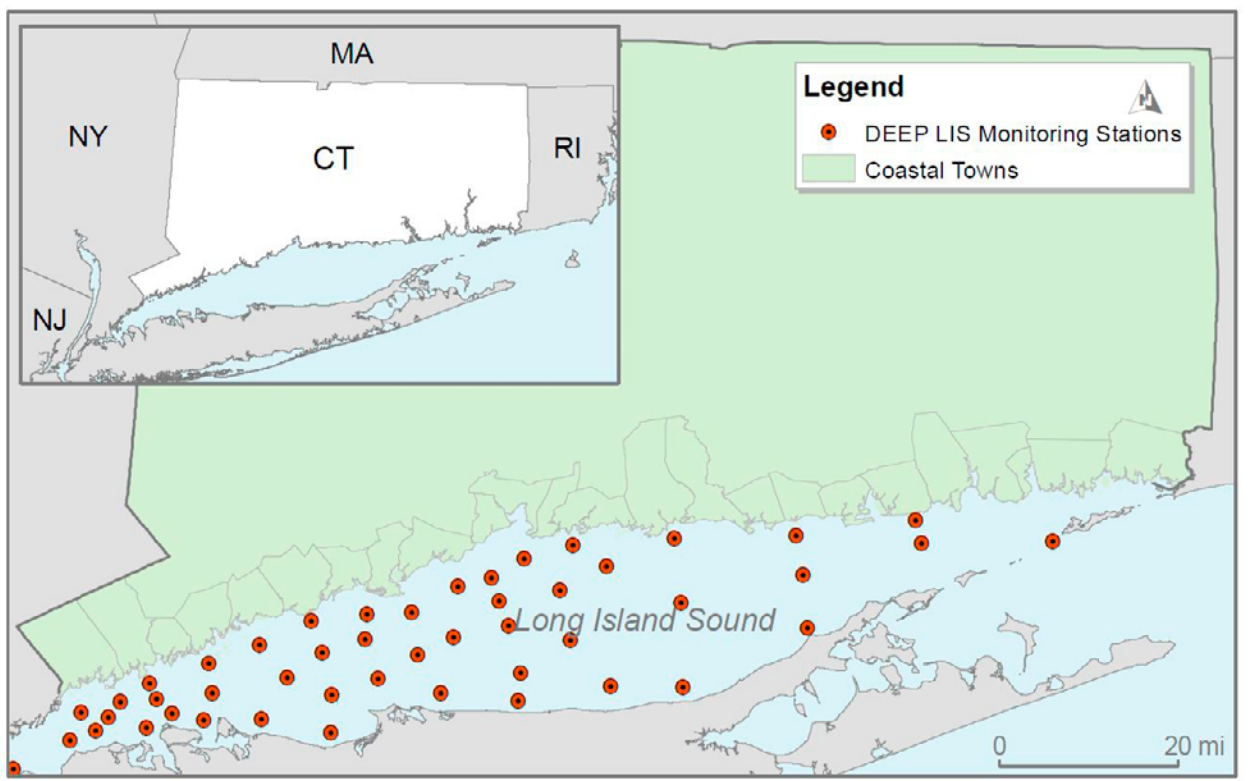 MA
NY
CT
RI
NJ
Legend
N
DEEP LIS Monitoring Stations
Coastal Towns
Long Island Sound
0 20 mi